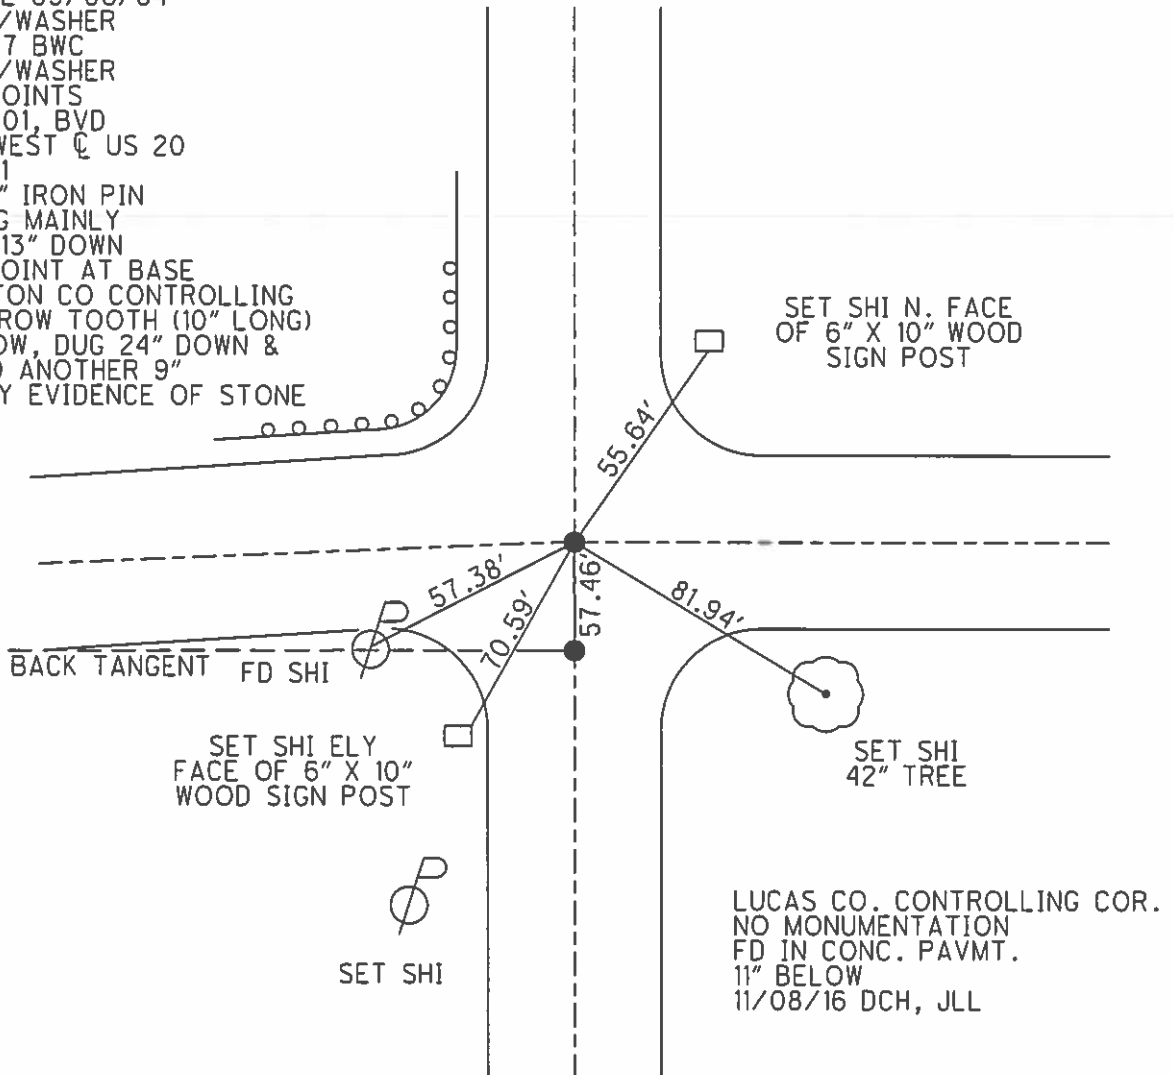 /WASHER
7 BWC
/WASHER
OINTS
01, BVD
WEST ℄ US 20
1
" IRON PIN
G MAINLY
13" DOWN
OINT AT BASE
TON CO CONTROLLING
ROW TOOTH (10" LONG)
OW, DUG 24" DOWN &
D ANOTHER 9"
Y EVIDENCE OF STONE
SET SHI N. FACE
OF 6" X 10" WOOD
SIGN POST
55.64'
57.38'
70.59'
57.46'
81.94'
BACK TANGENT
FD SHI
SET SHI ELY
FACE OF 6" X 10"
WOOD SIGN POST
SET SHI
42" TREE
SET SHI
LUCAS CO. CONTROLLING COR.
NO MONUMENTATION
FD IN CONC. PAVMT.
11" BELOW
11/08/16 DCH, JLL